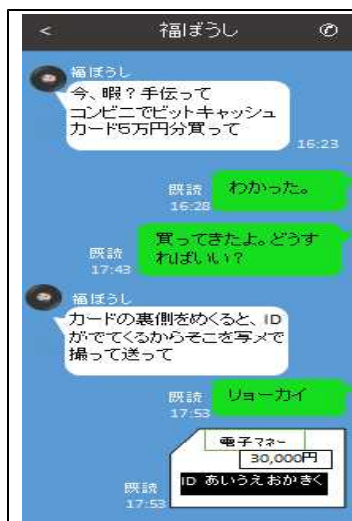 <
福ぼうし
福ぼうし
今、暇？手伝って
コンビニでビットキャッシュ
カード5万円分買って
16:23
既読
16:28
わかった。
既読
17:43
買ってきたよ。どうす
ればいい？
福ぼうし
カードの裏側をめくると、ID
がでてくるからそこを写メで
撮って送って
既読
17:53
リョーカイ
既読
17:53
電子マネー
30,000円
ID あいうえおかきく